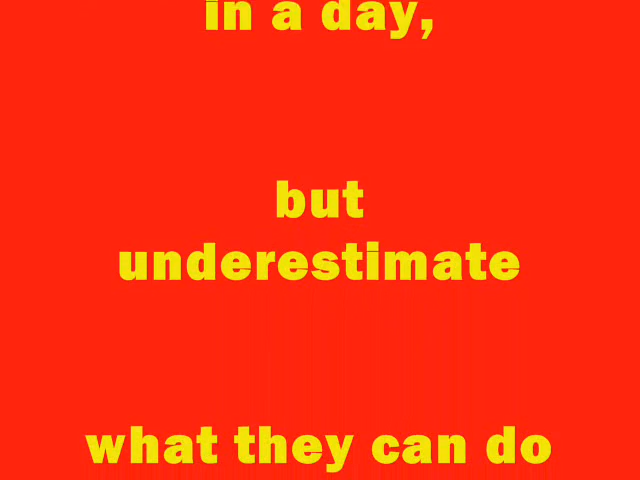 in a day,
but
underestimate
what they can do